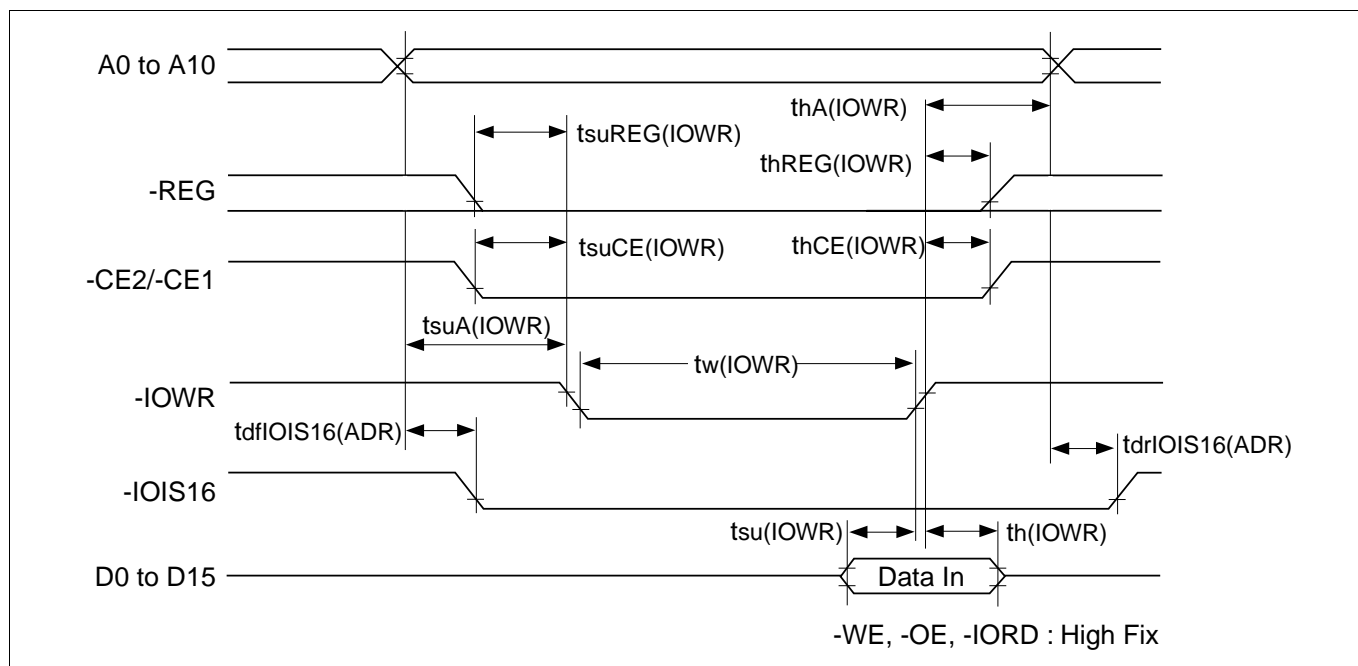 A0 to A10
thA(IOWR)
tsuREG(IOWR)
thREG(IOWR)
-REG
tsuCE(IOWR)
thCE(IOWR)
-CE2/-CE1
tsuA(IOWR)
tw(IOWR)
-IOWR
tdfIOIS16(ADR)
tdrIOIS16(ADR)
-IOIS16
tsu(IOWR)
th(IOWR)
D0 to D15
Data In
-WE, -OE, -IORD : High Fix